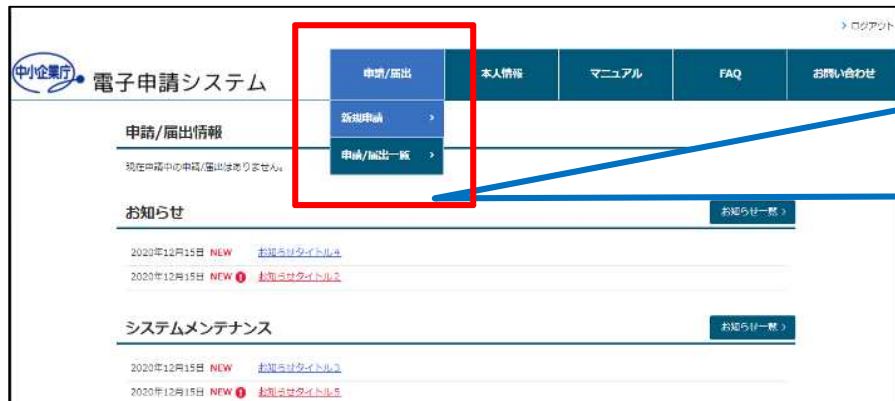 > ログアウト
中小企業庁 電子申請システム
申請/届出 本人情報 マニュアル FAQ お問い合わせ
新規申請 >
申請/届出一覧 >
申請/届出情報
現在申請中の申請/届出はありません。
お知らせ お知らせ一覧 >
2020年12月15日 NEW お知らせタイトル4
2020年12月15日 NEW ! お知らせタイトル2
システムメンテナンス お知らせ一覧 >
2020年12月15日 NEW お知らせタイトル3
2020年12月15日 NEW ! お知らせタイトル5